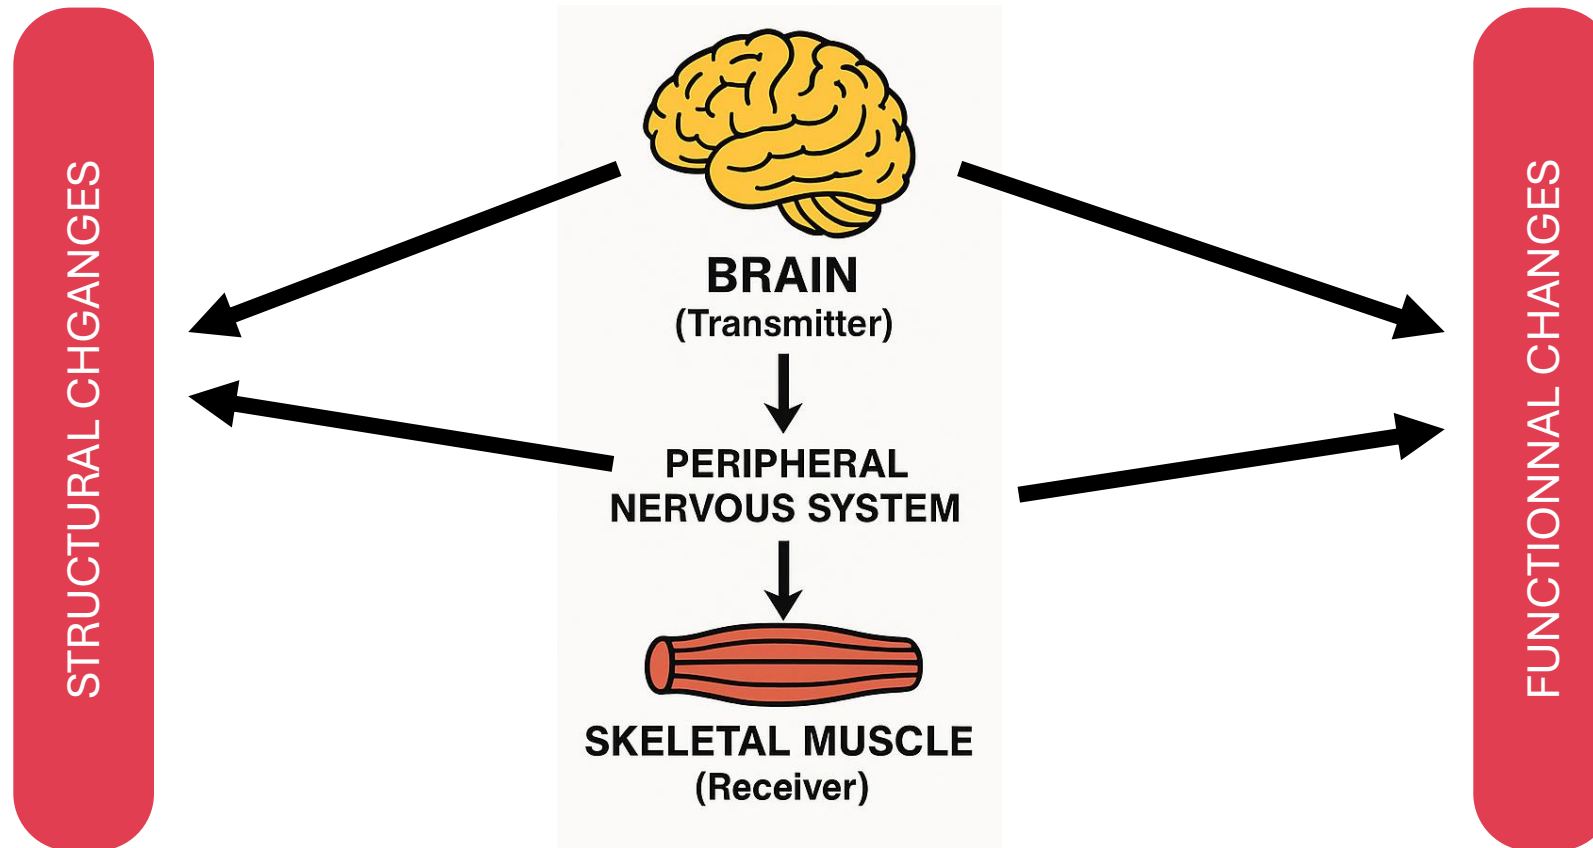 STRUCTURAL CHGANGES
BRAIN
(Transmitter)
PERIPHERAL
NERVOUS SYSTEM
SKELETAL MUSCLE
(Receiver)
FUNCTIONNAL CHANGES